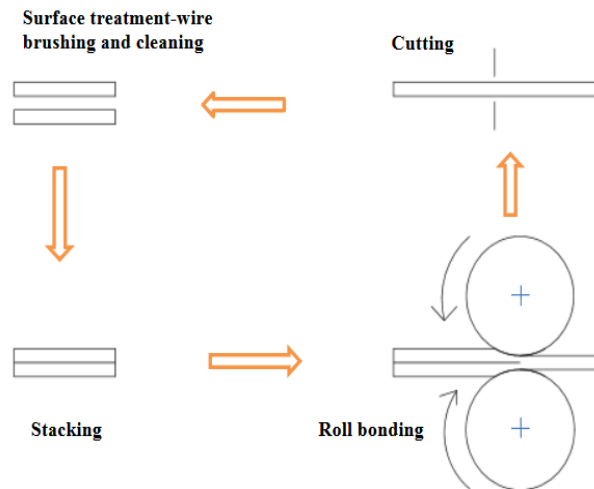 Surface treatment-wire
brushing and cleaning
Cutting
Stacking
Roll bonding